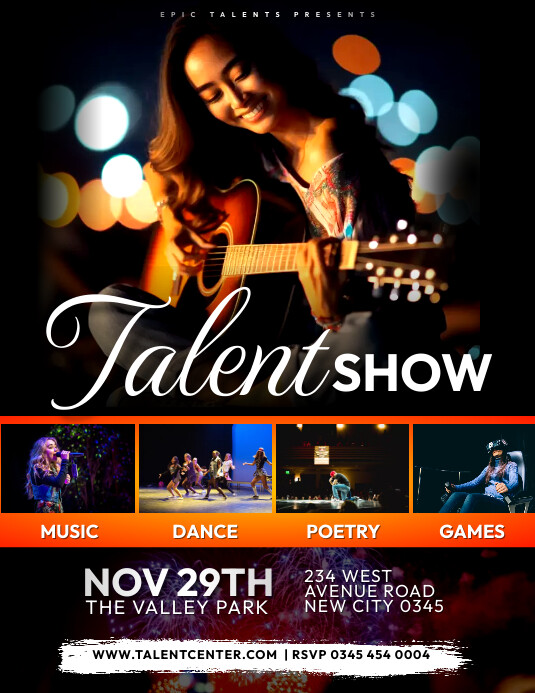 EPIC TALENTS PRESENTS
Talent SHOW
MUSIC DANCE POETRY GAMES
NOV 29TH
THE VALLEY PARK
234 WEST
AVENUE ROAD
NEW CITY 0345
WWW.TALENTCENTER.COM | RSVP 0345 454 0004